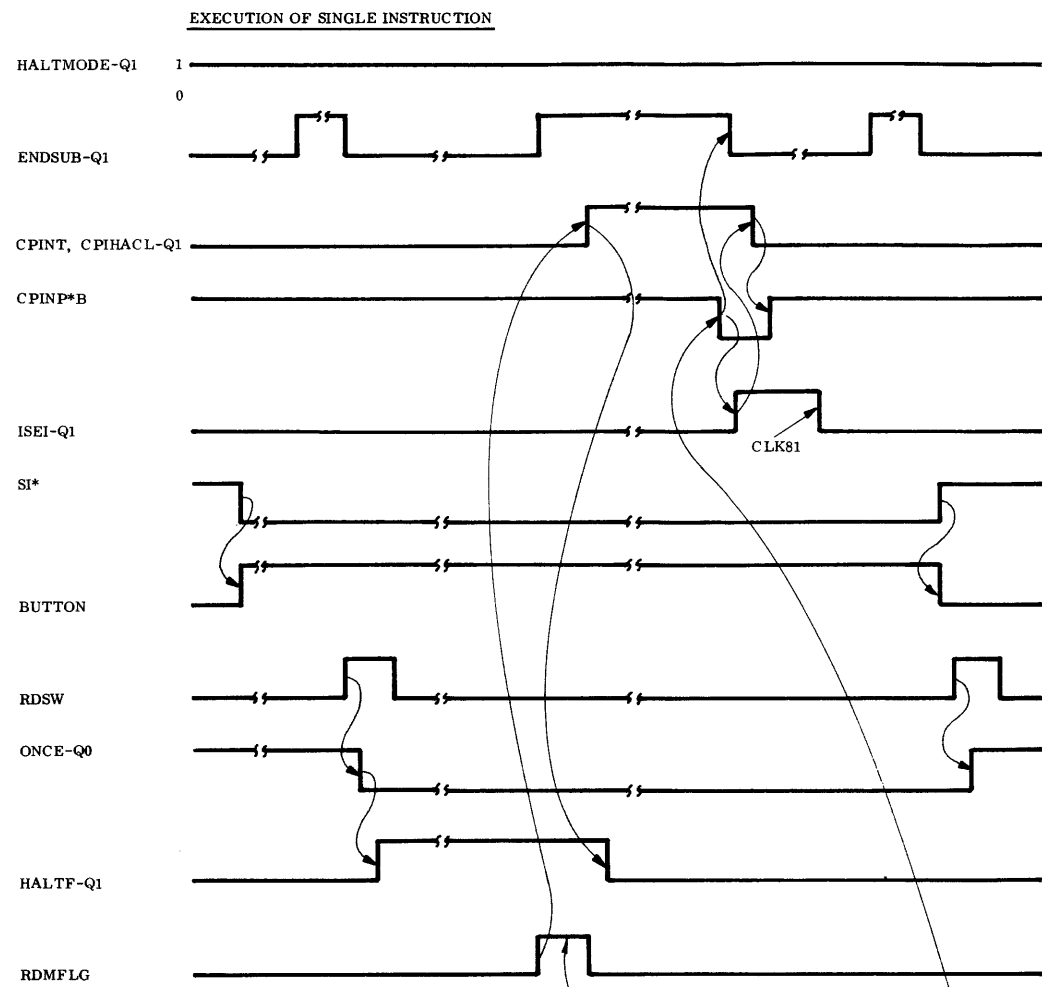 EXECUTION OF SINGLE INSTRUCTION
HALTMODE-Q1 1
0
ENDSUB-Q1
CPINT, CPIHACL-Q1
CPINP*B
ISEI-Q1
CLK81
SI*
BUTTON
RDSW
ONCE-Q0
HALTF-Q1
RDMFLG